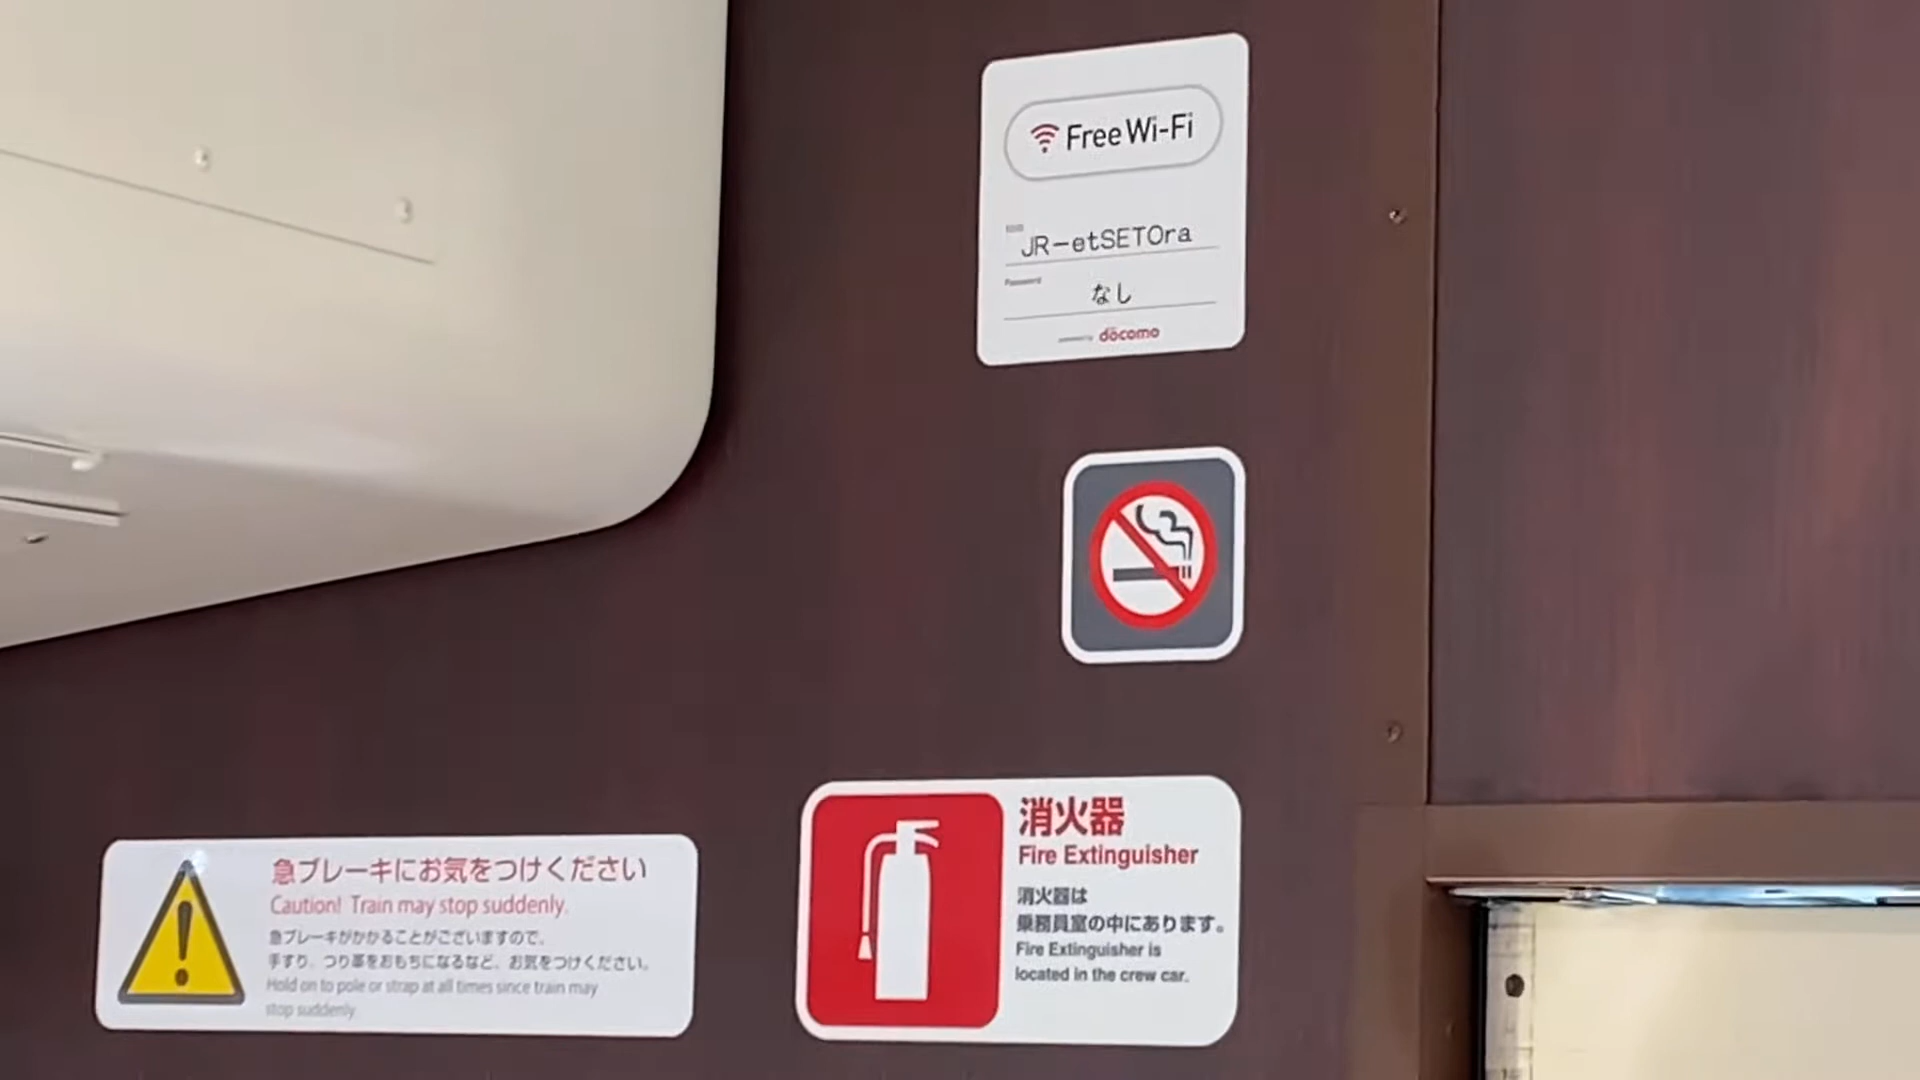 Free Wi-Fi
JR-etSETOra
Password
なし
powered by döcomo
急ブレーキにお気をつけください
Caution! Train may stop suddenly.
急ブレーキがかかることがございますので、
手すり、つり革をおもちになるなど、お気をつけください。
Hold on to pole or strap at all times since train may
stop suddenly.
消火器
Fire Extinguisher
消火器は
乗務員室の中にあります。
Fire Extinguisher is
located in the crew car.